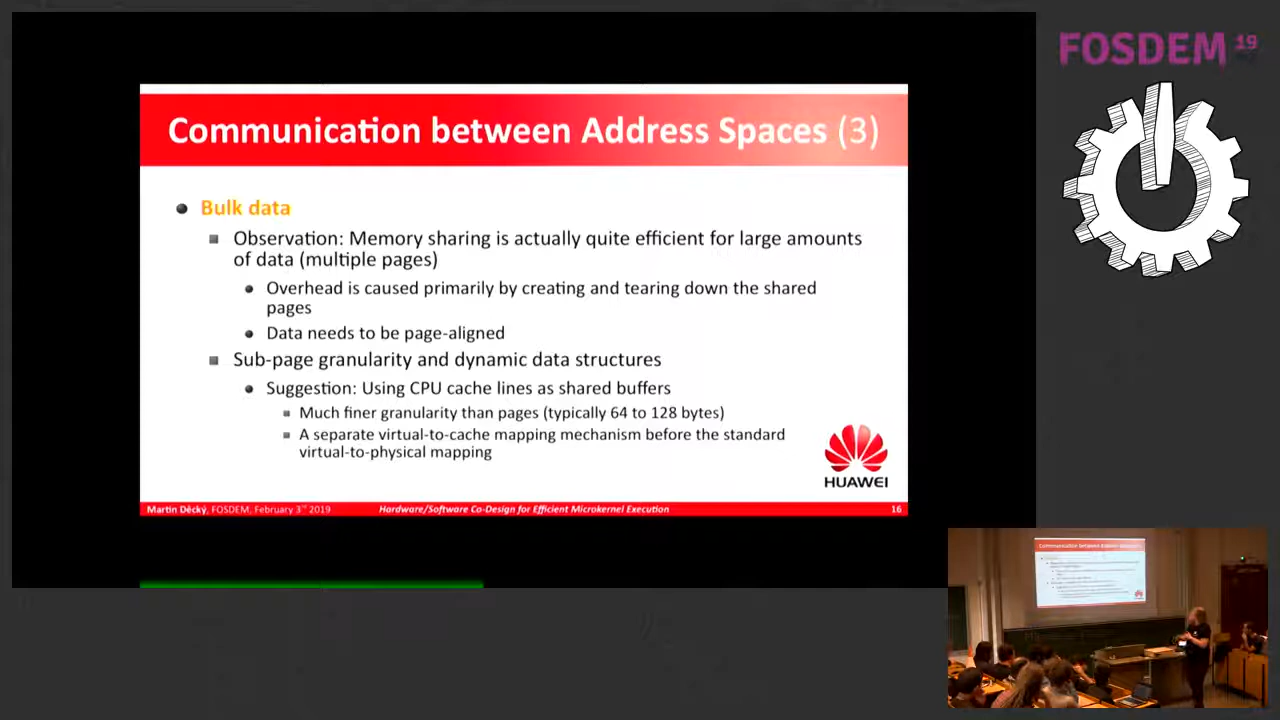 FOSDEM 19
Communication between Address Spaces (3)
Bulk data
Observation: Memory sharing is actually quite efficient for large amounts
of data (multiple pages)
Overhead is caused primarily by creating and tearing down the shared
pages
Data needs to be page-aligned
Sub-page granularity and dynamic data structures
Suggestion: Using CPU cache lines as shared buffers
Much finer granularity than pages (typically 64 to 128 bytes)
A separate virtual-to-cache mapping mechanism before the standard
virtual-to-physical mapping
HUAWEI
Martin Děcký, FOSDEM, February 3rd 2019 Hardware/Software Co-Design for Efficient Microkernel Execution 16